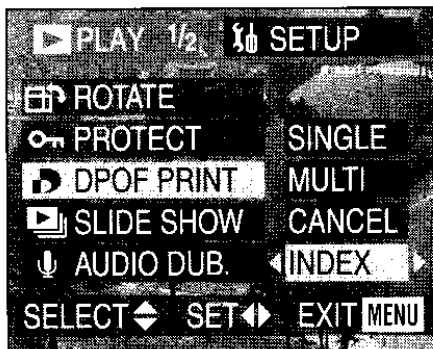 PLAY 1/2 SETUP
ROTATE
PROTECT SINGLE
DPOF PRINT MULTI
SLIDE SHOW CANCEL
AUDIO DUB. INDEX
SELECT SET EXIT MENU